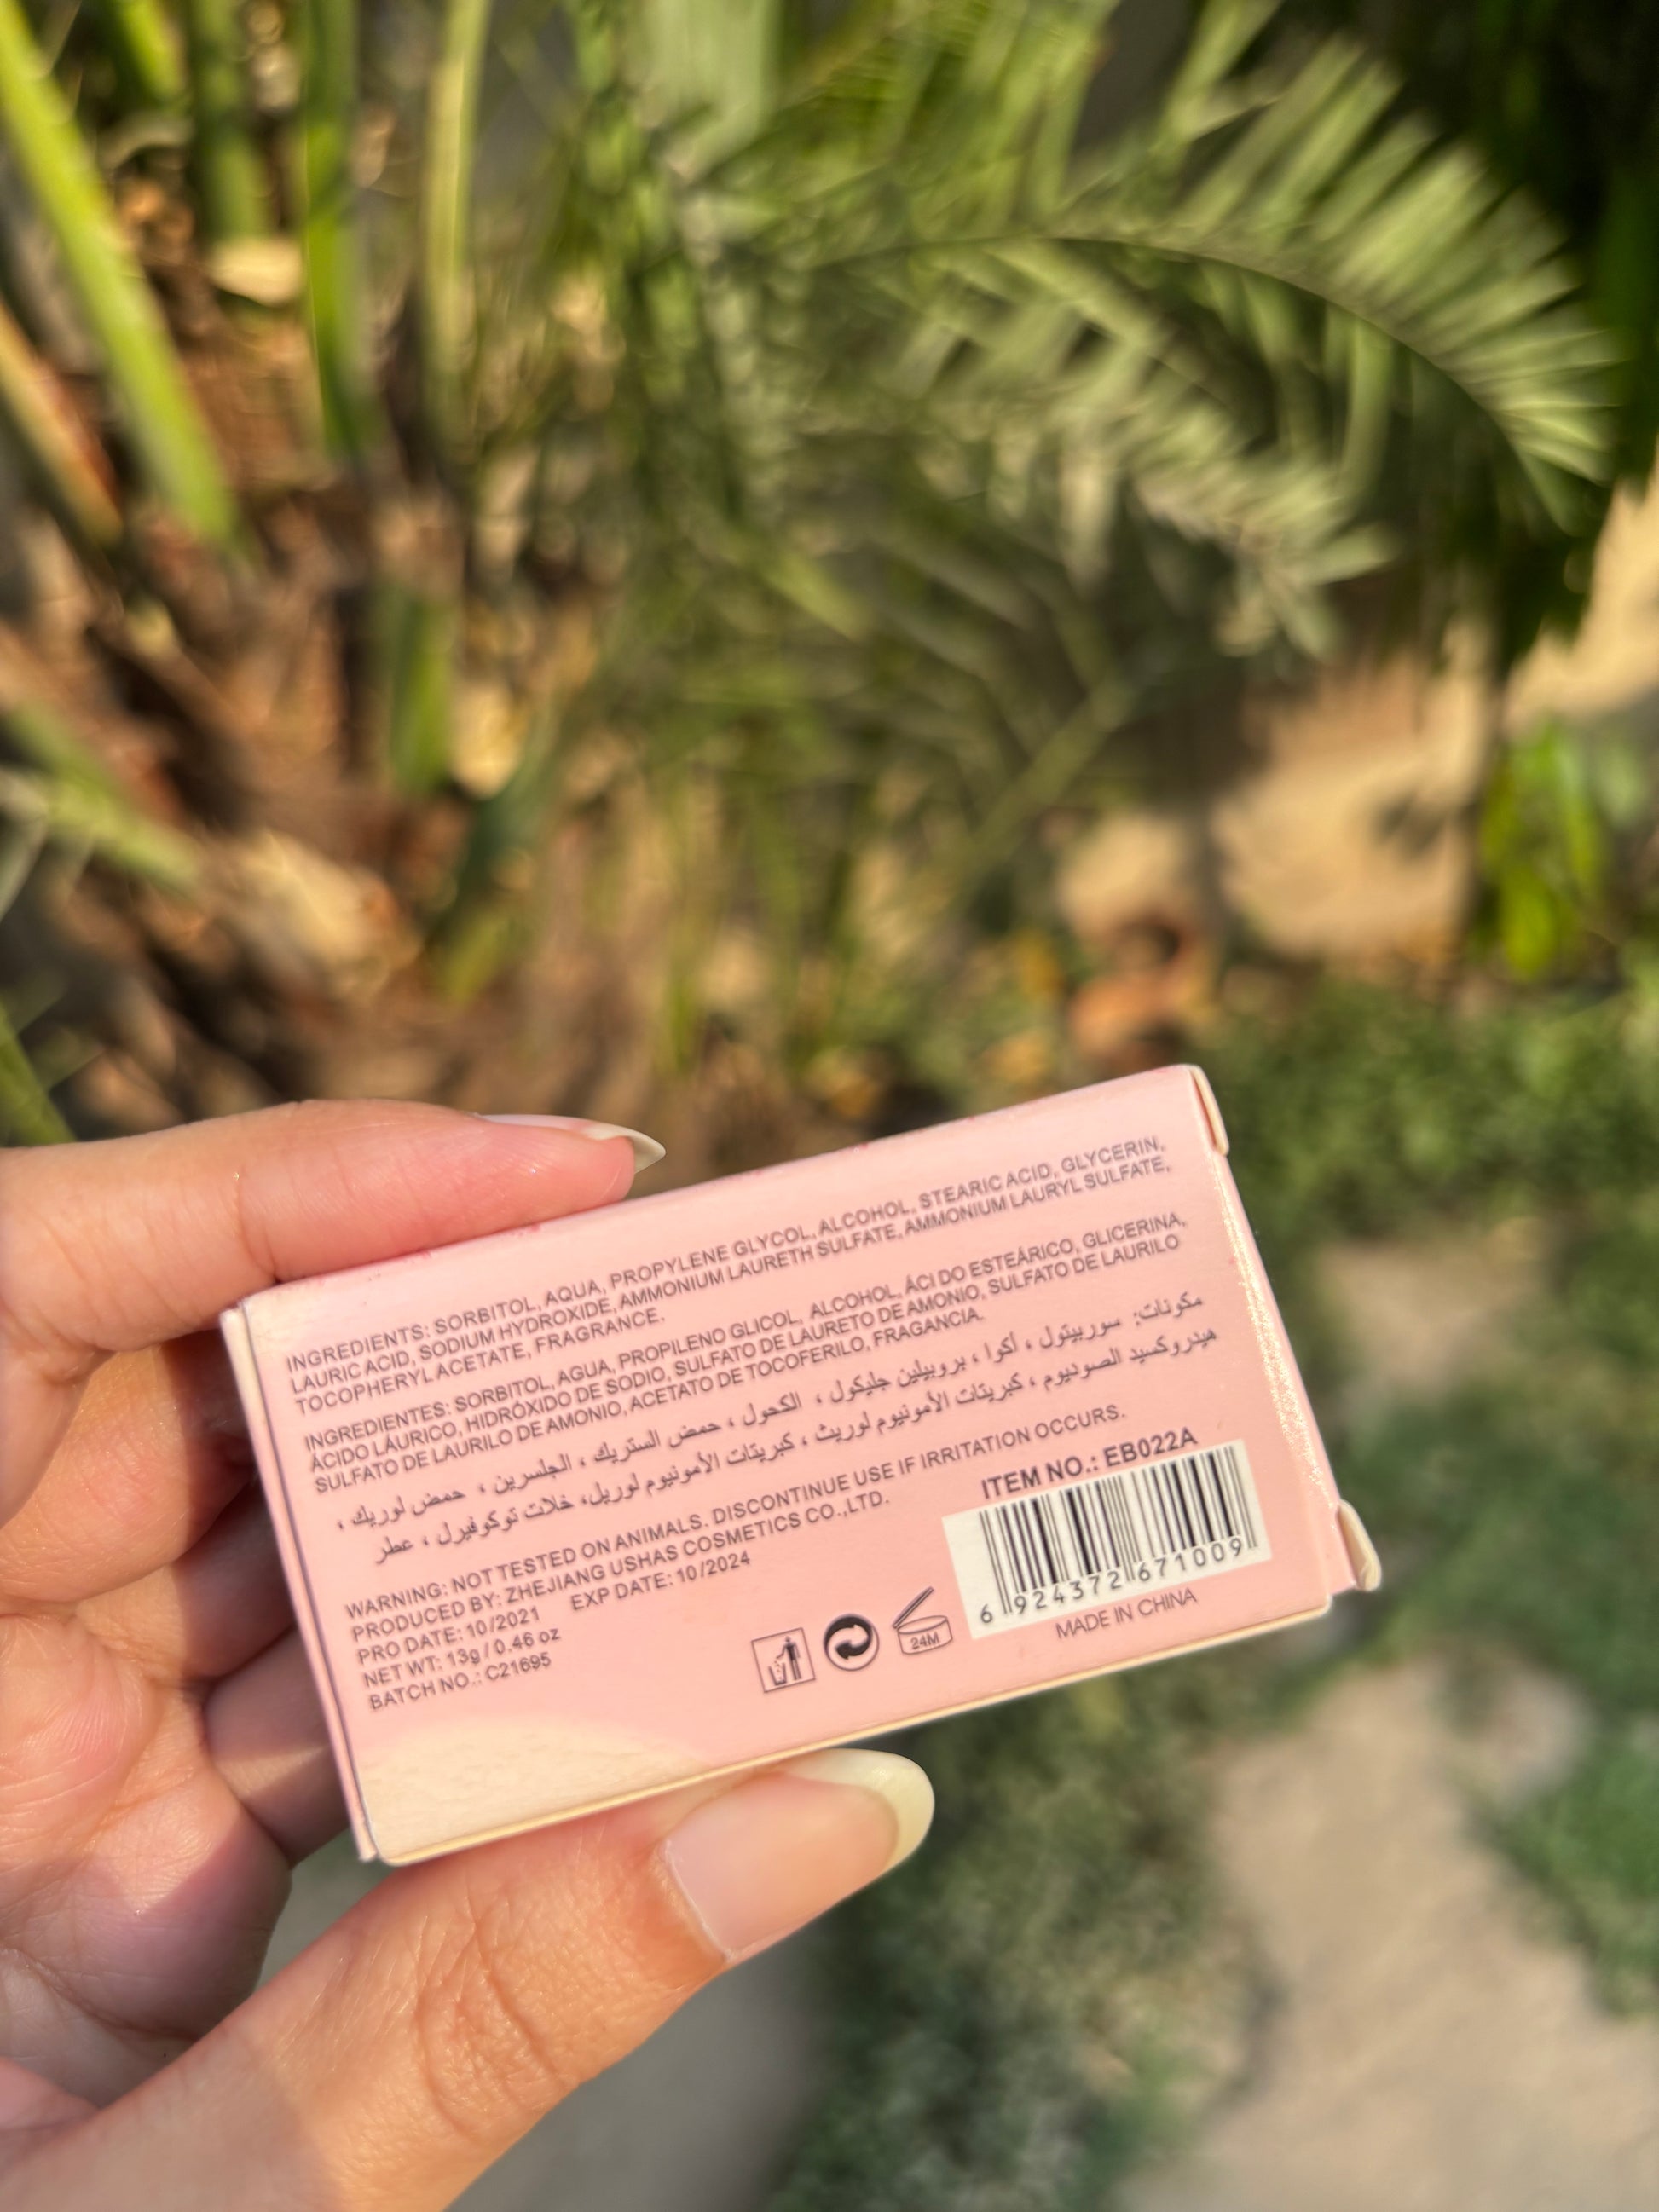 INGREDIENTS: SORBITOL, AQUA, PROPYLENE GLYCOL, ALCOHOL, STEARIC ACID, GLYCERIN,
LAURIC ACID, SODIUM HYDROXIDE, AMMONIUM LAURETH SULFATE, AMMONIUM LAURYL SULFATE,
TOCOPHERYL ACETATE, FRAGRANCE.
INGREDIENTES: SORBITOL, AGUA, PROPILENO GLICOL, ALCOHOL, ÁCI DO ESTEÁRICO, GLICERINA,
ÁCIDO LÁURICO, HIDRÓXIDO DE SODIO, SULFATO DE LAURETO DE AMONIO, SULFATO DE LAURILO
SULFATO DE LAURILO DE AMONIO, ACETATO DE TOCOFERILO, FRAGANCIA.
مكونات: سوربيتول ، أكوا ، بروبيلين جليكول ، الكحول ، حمض الستريك ، الجلسرين ، حمض لوريك ،
هيدروكسيد الصوديوم ، كبريتات الأمونيوم لوريث ، كبريتات الأمونيوم لوريل، خلات توكوفيرل ، عطر
WARNING: NOT TESTED ON ANIMALS. DISCONTINUE USE IF IRRITATION OCCURS.
PRODUCED BY: ZHEJIANG USHAS COSMETICS CO.,LTD.
PRO DATE: 10/2021 EXP DATE: 10/2024
NET WT: 13g / 0.46 oz
BATCH NO.: C21695
24M
ITEM NO.: EB022A
6 924372 671009
MADE IN CHINA